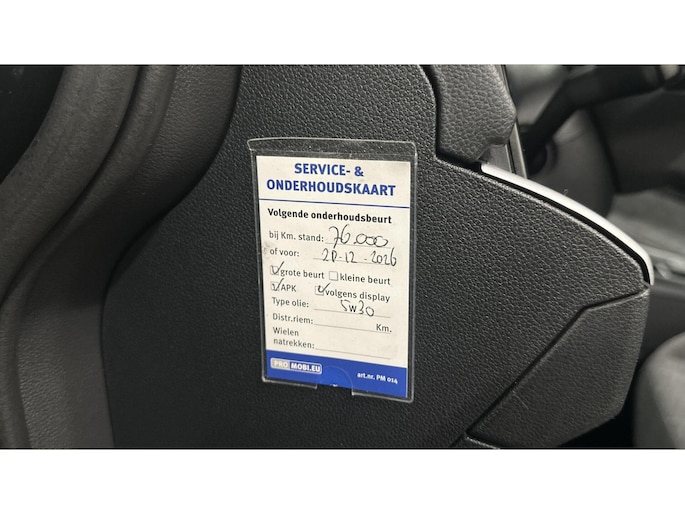 SERVICE- &
ONDERHOUDSKAART
Volgende onderhoudsbeurt
bij Km. stand: 76.000
of voor: 20-12-2026
grote beurt kleine beurt
APK volgens display
Type olie: 5W30
Distr.riem: Km.
Wielen
natrekken:
PRO MOBI.EU art.nr. PM 014